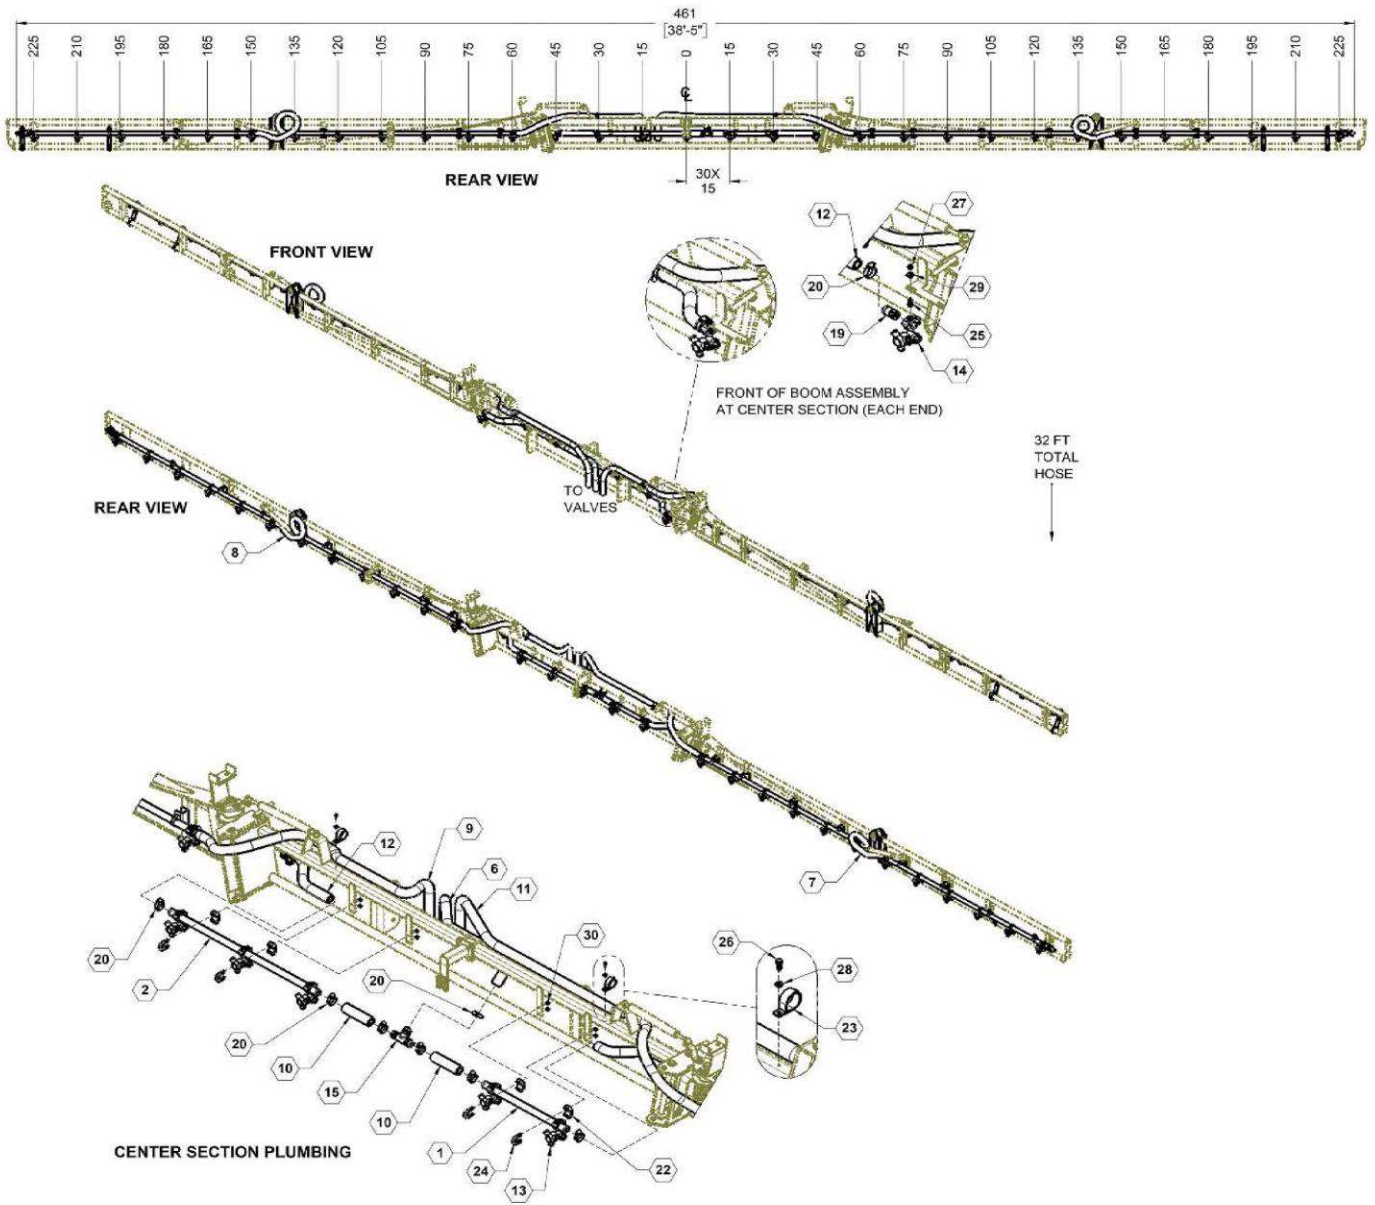 461
[38'-5"]
225 210 195 180 165 150 135 120 105 90 75 60 45 30 15 0 15 30 45 60 75 90 105 120 135 150 165 180 195 210 225
℄
30X
15
REAR VIEW
FRONT VIEW
12
27
20
29
19
25
14
FRONT OF BOOM ASSEMBLY
AT CENTER SECTION (EACH END)
32 FT
TOTAL
HOSE
TO
VALVES
REAR VIEW
8
7
9
12
6
11
20
2
30
20
26
28
23
20
10
15
10
1
24
13
22
CENTER SECTION PLUMBING